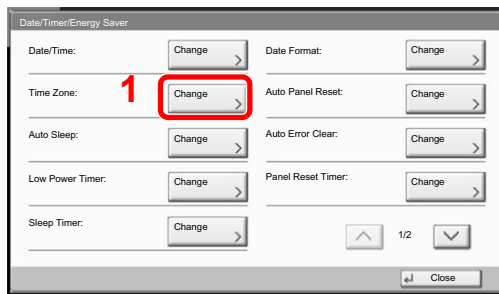 Date/Timer/Energy Saver
Date/Time: Change Date Format: Change
Time Zone: 1 Change Auto Panel Reset: Change
Auto Sleep: Change Auto Error Clear: Change
Low Power Timer: Change Panel Reset Timer: Change
Sleep Timer: Change 1/2
Close